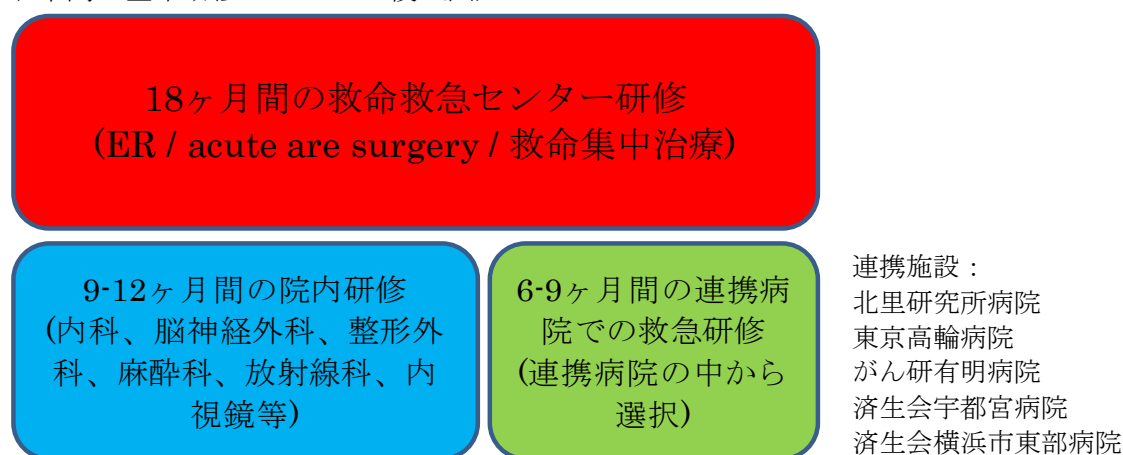 18ヶ月間の救命救急センター研修
(ER / acute are surgery / 救命集中治療)
9-12ヶ月間の院内研修
(内科、脳神経外科、整形外
科、麻酔科、放射線科、内
視鏡等)
6-9ヶ月間の連携病
院での救急研修
(連携病院の中から
選択)
連携施設：
北里研究所病院
東京高輪病院
がん研有明病院
済生会宇都宮病院
済生会横浜市東部病院